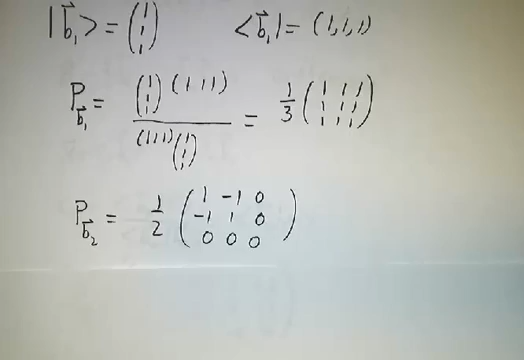 |b⃗₁> = (1 1 1) <b⃗₁| = (1,1,1)
P_b⃗₁ = (1 1 1) (1 1 1) / (1 1 1) (1 1 1) = 1/3 (1 1 1 1 1 1 1 1 1)
P_b⃗₂ = 1/2 (1 -1 0 -1 1 0 0 0 0)